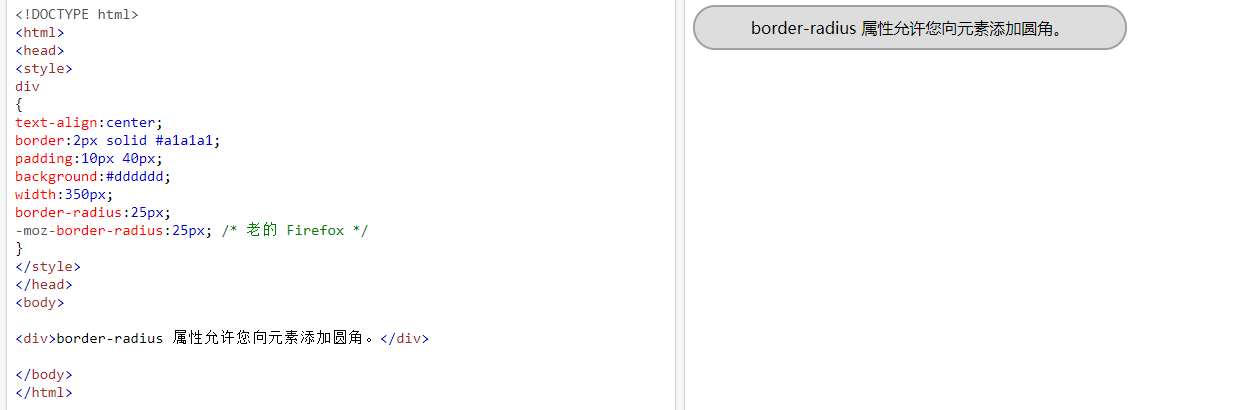 <!DOCTYPE html>
<html>
<head>
<style>
div
{
text-align:center;
border:2px solid #a1a1a1;
padding:10px 40px;
background:#dddddd;
width:350px;
border-radius:25px;
-moz-border-radius:25px; /* 老的 Firefox */
}
</style>
</head>
<body>
<div>border-radius 属性允许您向元素添加圆角。</div>
</body>
</html>
border-radius 属性允许您向元素添加圆角。